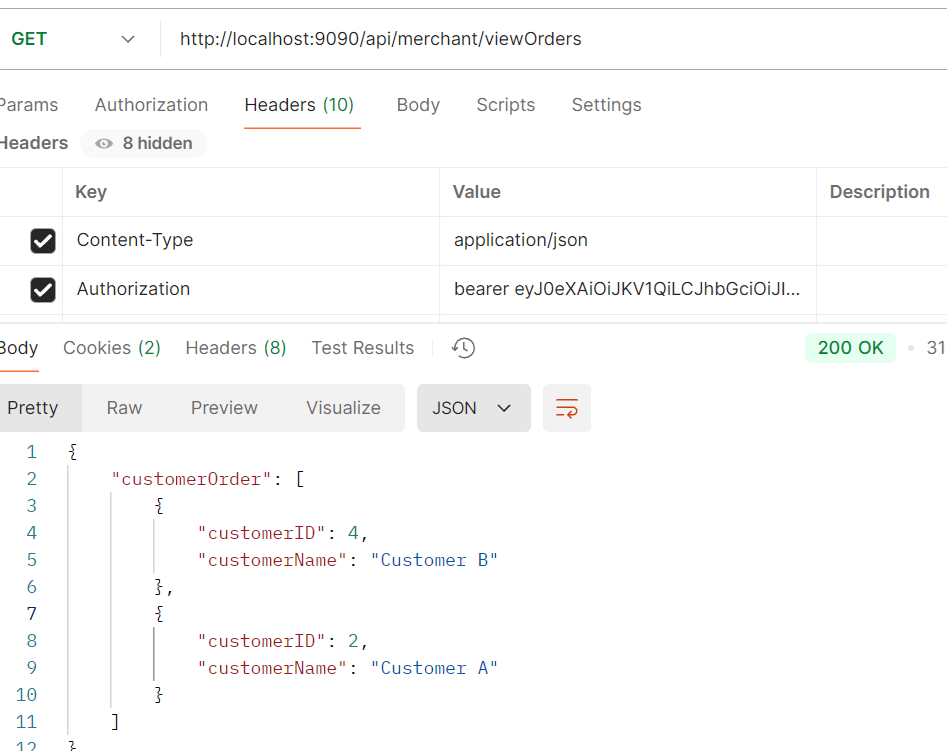 GET http://localhost:9090/api/merchant/viewOrders
Params Authorization Headers (10) Body Scripts Settings
Headers 8 hidden
Key Value Description
Content-Type application/json
Authorization bearer eyJ0eXAiOiJKV1QiLCJhbGciOiJI...
Body Cookies (2) Headers (8) Test Results 200 OK 31
Pretty Raw Preview Visualize JSON
1 {
2 "customerOrder": [
3 {
4 "customerID": 4,
5 "customerName": "Customer B"
6 },
7 {
8 "customerID": 2,
9 "customerName": "Customer A"
10 }
11 ]
12 }